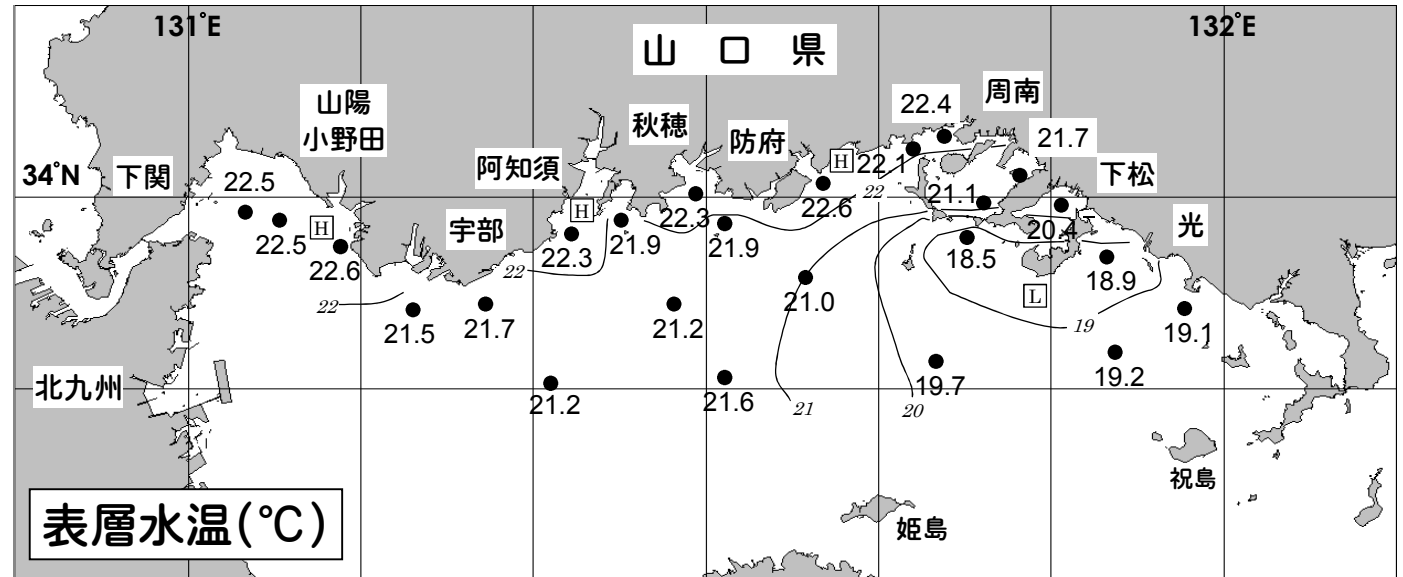 131°E
132°E
山口県
山陽
小野田
秋穂
防府
22.4
周南
21.7
34°N
下関
22.5
阿知須
H
22.1
下松
22.5
H
宇部
H
22.3
22.6
22
21.1
光
22.6
22.3
21.9
21.9
20.4
18.5
18.9
22
22
21.0
L
21.5
21.7
21.2
19
19.1
北九州
21.2
21.6
21
20
19.7
19.2
祝島
姫島
表層水温(℃)